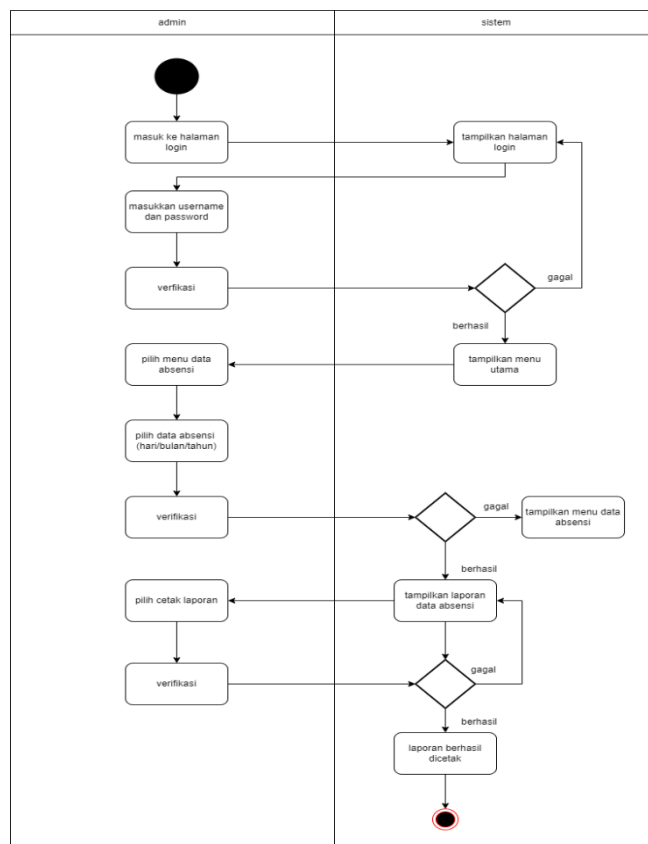 admin
sistem
masuk ke halaman
login
tampilkan halaman
login
masukkan username
dan password
verfikasi
gagal
berhasil
pilih menu data
absensi
tampilkan menu
utama
pilih data absensi
(hari/bulan/tahun)
verifikasi
gagal
tampilkan menu data
absensi
berhasil
pilih cetak laporan
tampilkan laporan
data absensi
gagal
verifikasi
berhasil
laporan berhasil
dicetak